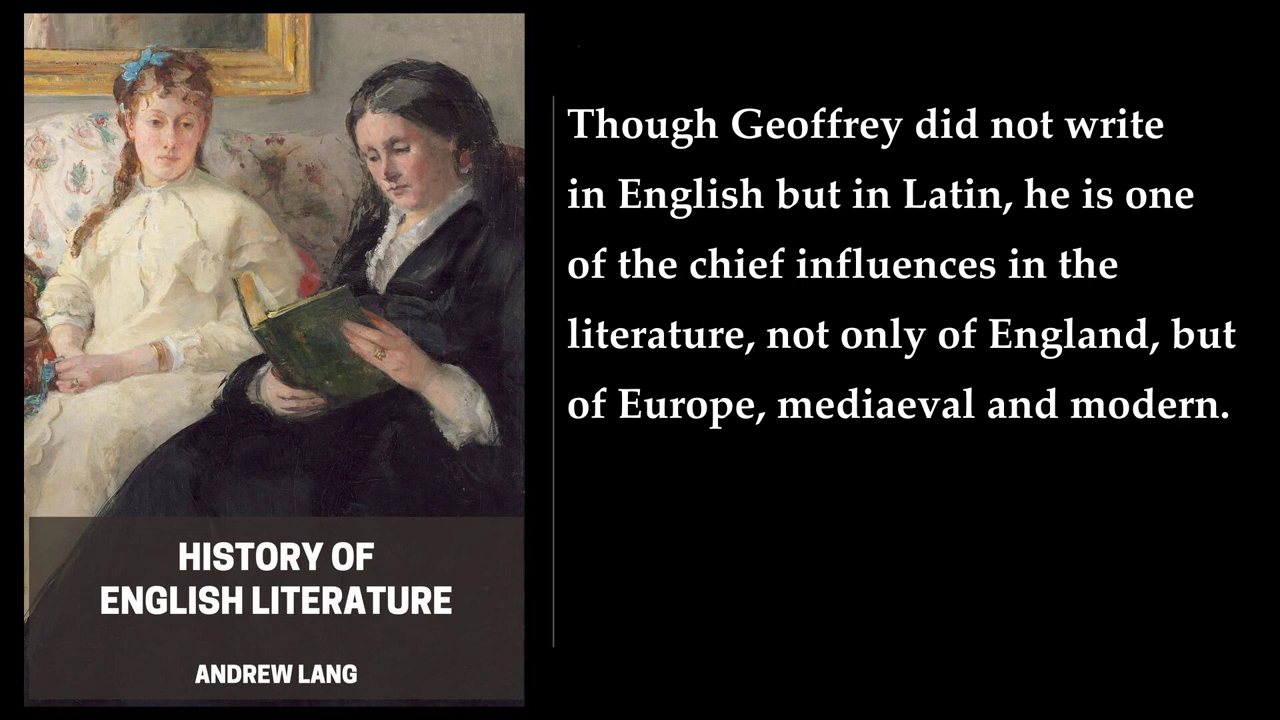 Though Geoffrey did not write
in English but in Latin, he is one
of the chief influences in the
literature, not only of England, but
of Europe, mediaeval and modern.
HISTORY OF
ENGLISH LITERATURE
ANDREW LANG